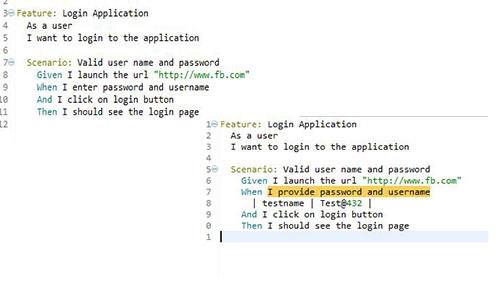 2
3 Feature: Login Application
4 As a user
5 I want to login to the application
6
7 Scenario: Valid user name and password
8 Given I launch the url "http://www.fb.com"
9 When I enter password and username
10 And I click on login button
11 Then I should see the login page
12
1 Feature: Login Application
2 As a user
3 I want to login to the application
4
5 Scenario: Valid user name and password
6 Given I launch the url "http://www.fb.com"
7 When I provide password and username
8 | testname | Test@432 |
9 And I click on login button
0 Then I should see the login page
1